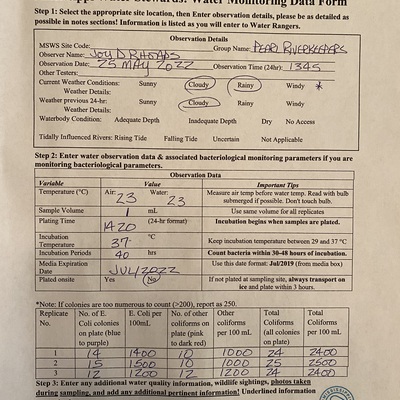 Water Monitoring Data Form
Step 1: Select the appropriate site location, then Enter observation details, please be as detailed as
possible in notes sections! Information is listed as you will enter to Water Rangers.
Observation Details
MSWS Site Code: Group Name: PEARL RIVERKEEPERS
Observer Name: JOY D RHOADS
Observation Date: 25 MAY 2022 Observation Time (24hr): 1345
Other Testers:
Current Weather Conditions: Sunny Cloudy Rainy Windy *
Weather Details:
Weather previous 24-hr: Sunny Cloudy Rainy Windy
Weather Details:
Waterbody Condition: Adequate Depth Inadequate Depth Dry No Access
Tidally Influenced Rivers: Rising Tide Falling Tide Uncertain Not Applicable
Step 2: Enter water observation data & associated bacteriological monitoring parameters if you are
monitoring bacteriological parameters.
Observation Data
Variable Value Important Tips
Temperature (°C) Air: 23 Water: 23 Measure air temp before water temp. Read with bulb
submerged if possible. Don't touch bulb.
Sample Volume 1 mL Use same volume for all replicates
Plating Time 1420 (24-hr format) Incubation begins when samples are plated.
Incubation
Temperature 37 °C Keep incubation temperature between 29 and 37 °C
Incubation Periods 40 hrs Count bacteria within 30-48 hours of incubation.
Media Expiration
Date JUL/2022 Use this date format: Jul/2019 (from media box)
Plated onsite Yes No If not plated at sampling site, always transport on
ice and plate within 3 hours.
*Note: If colonies are too numerous to count (>200), report as 250.
Replicate
No. No. of E.
Coli colonies
on plate (blue
to purple) E. Coli per
100mL No. of other
coliforms on
plate (pink
to dark red) Other
coliforms
per 100 mL Total
Coliforms
(all colonies
on plate) Total
Coliforms
per 100 mL
1 14 1400 10 1000 24 2400
2 15 1500 10 1000 25 2500
3 12 1200 12 1200 24 2400
Step 3: Enter any additional water quality information, wildlife sightings, photos taken
during sampling, and add any additional pertinent information! Underlined information